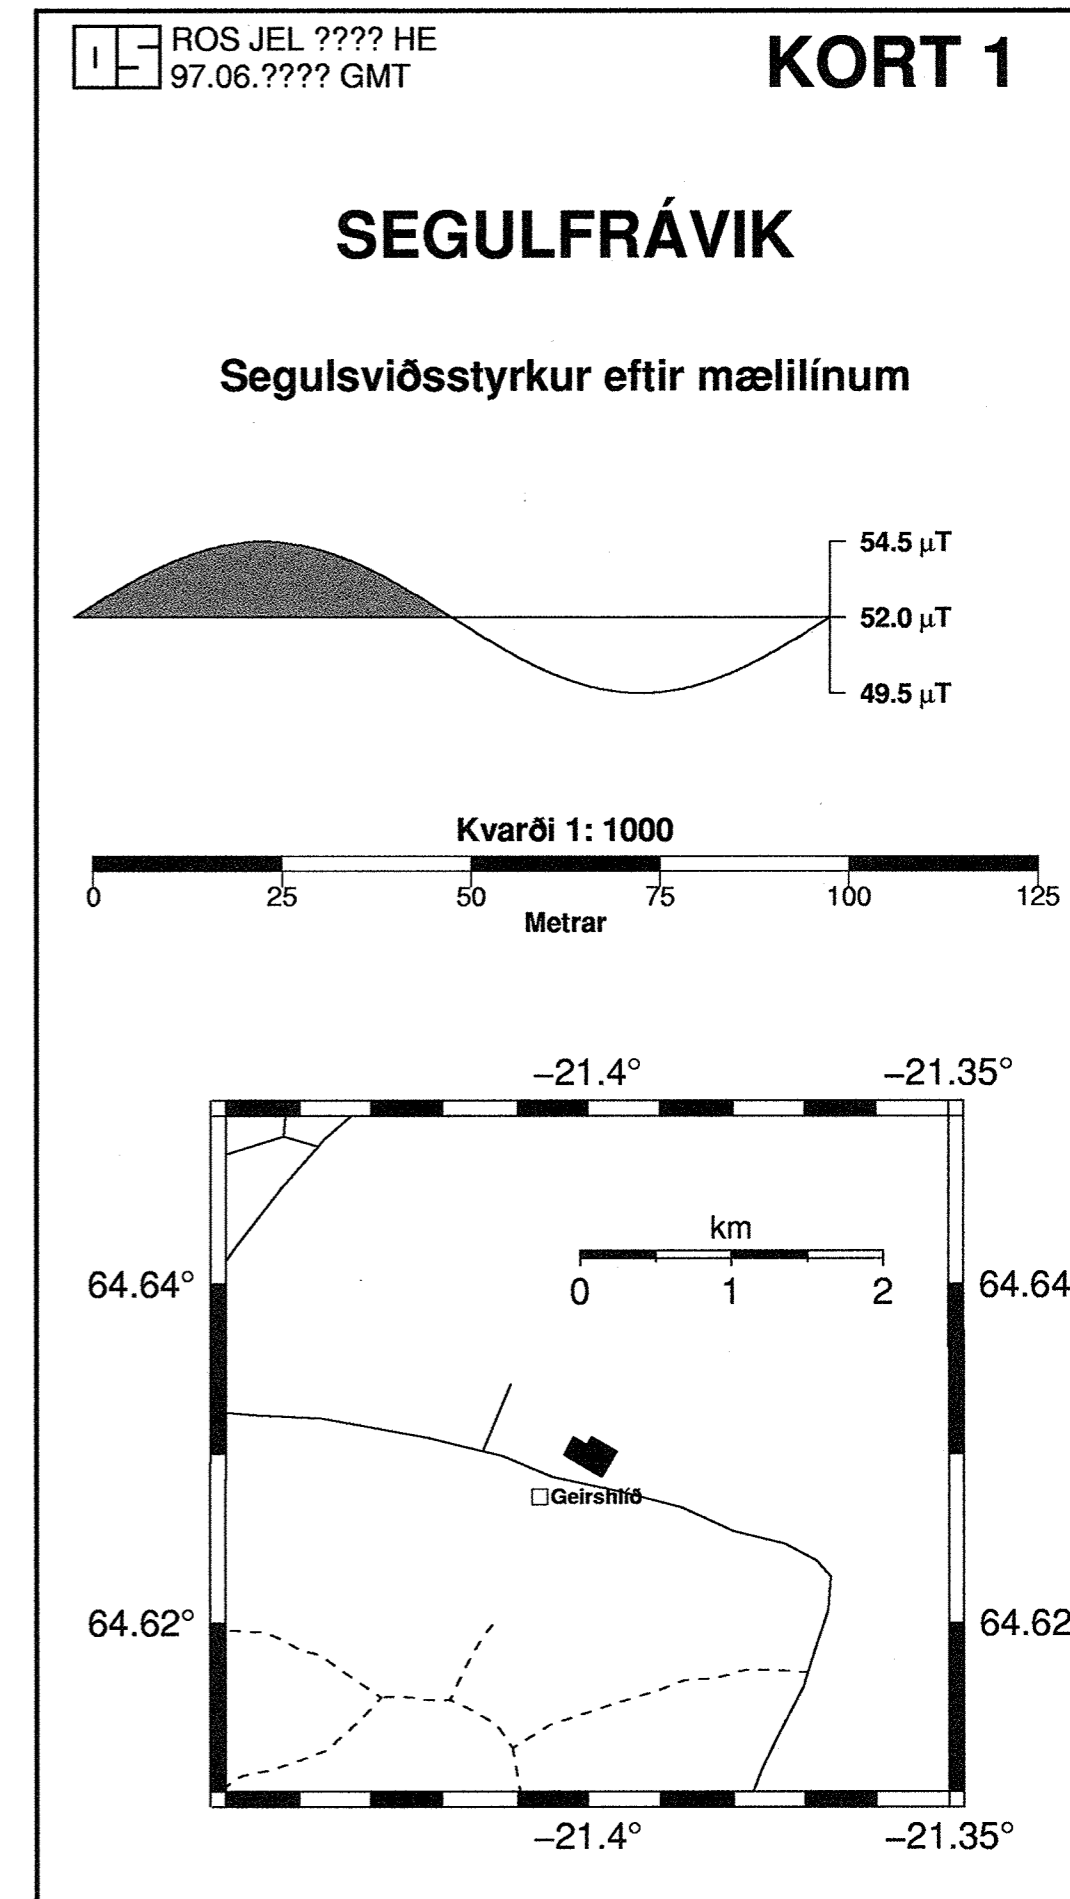 OS ROS JEL ???? HE
97.06.???? GMT
KORT 1
SEGULFRÁVIK
Segulsviðsstyrkur eftir mælilínum
54.5 µT
52.0 µT
49.5 µT
Kvarði 1: 1000
0 25 50 75 100 125
Metrar
−21.4° −21.35°
km
0 1 2
64.64° 64.64
Geirshlíð
64.62° 64.62
−21.4° −21.35°